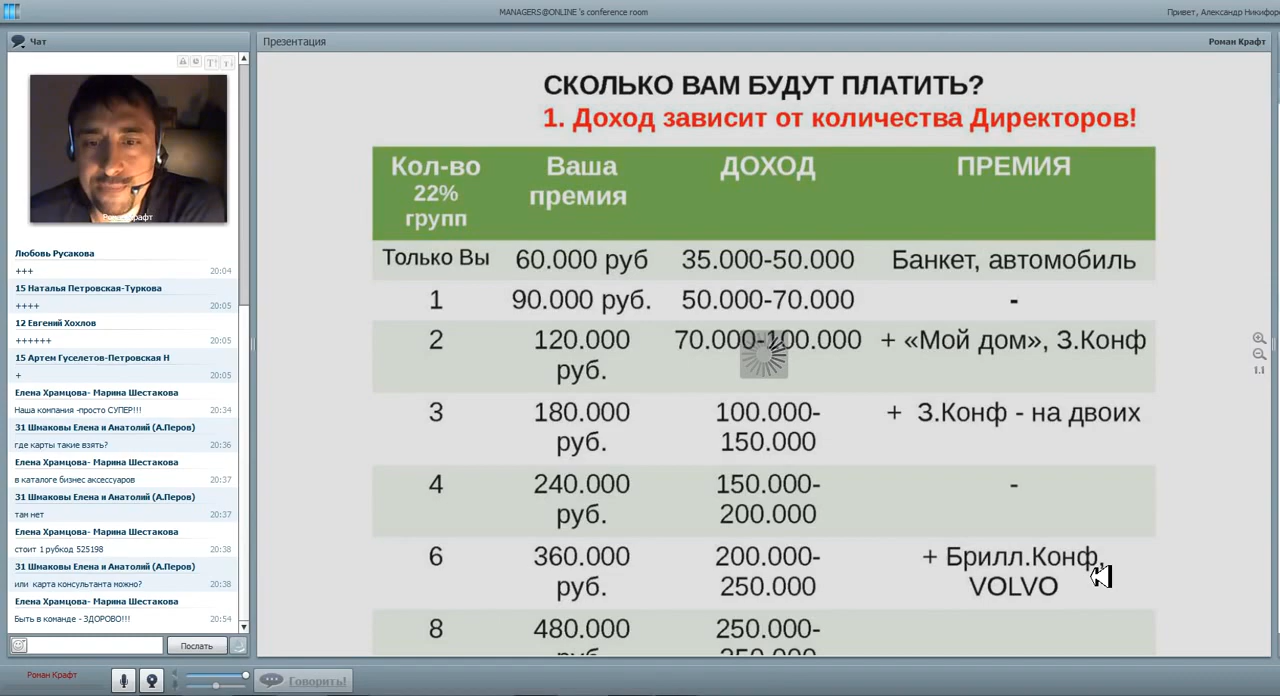 MANAGERS@ONLINE 's conference room
Привет, Александр Никифоро
Чат
Презентация
Роман Крафт
Роман Крафт
Любовь Русакова
+++ 20:04
15 Наталья Петровская-Туркова
++++ 20:05
12 Евгений Хохлов
++++++ 20:05
15 Артем Гуселетов-Петровская Н
+ 20:05
Елена Храмцова- Марина Шестакова
Наша компания -просто СУПЕР!!! 20:34
31 Шмаковы Елена и Анатолий (А.Перов)
где карты такие взять? 20:36
Елена Храмцова- Марина Шестакова
в каталоге бизнес аксессуаров 20:37
31 Шмаковы Елена и Анатолий (А.Перов)
там нет 20:37
Елена Храмцова- Марина Шестакова
стоит 1 рубкод 525198 20:38
31 Шмаковы Елена и Анатолий (А.Перов)
или карта консультанта можно? 20:38
Елена Храмцова- Марина Шестакова
Быть в команде - ЗДОРОВО!!! 20:54
Послать
СКОЛЬКО ВАМ БУДУТ ПЛАТИТЬ?
1. Доход зависит от количества Директоров!
Кол-во 22% групп
Ваша премия
ДОХОД
ПРЕМИЯ
Только Вы 60.000 руб 35.000-50.000 Банкет, автомобиль
1 90.000 руб. 50.000-70.000 -
2 120.000 руб. 70.000-100.000 + «Мой дом», З.Конф
3 180.000 руб. 100.000-150.000 + З.Конф - на двоих
4 240.000 руб. 150.000-200.000 -
6 360.000 руб. 200.000-250.000 + Брилл.Конф, VOLVO
8 480.000 250.000-
1.1
Роман Крафт
Говорить!